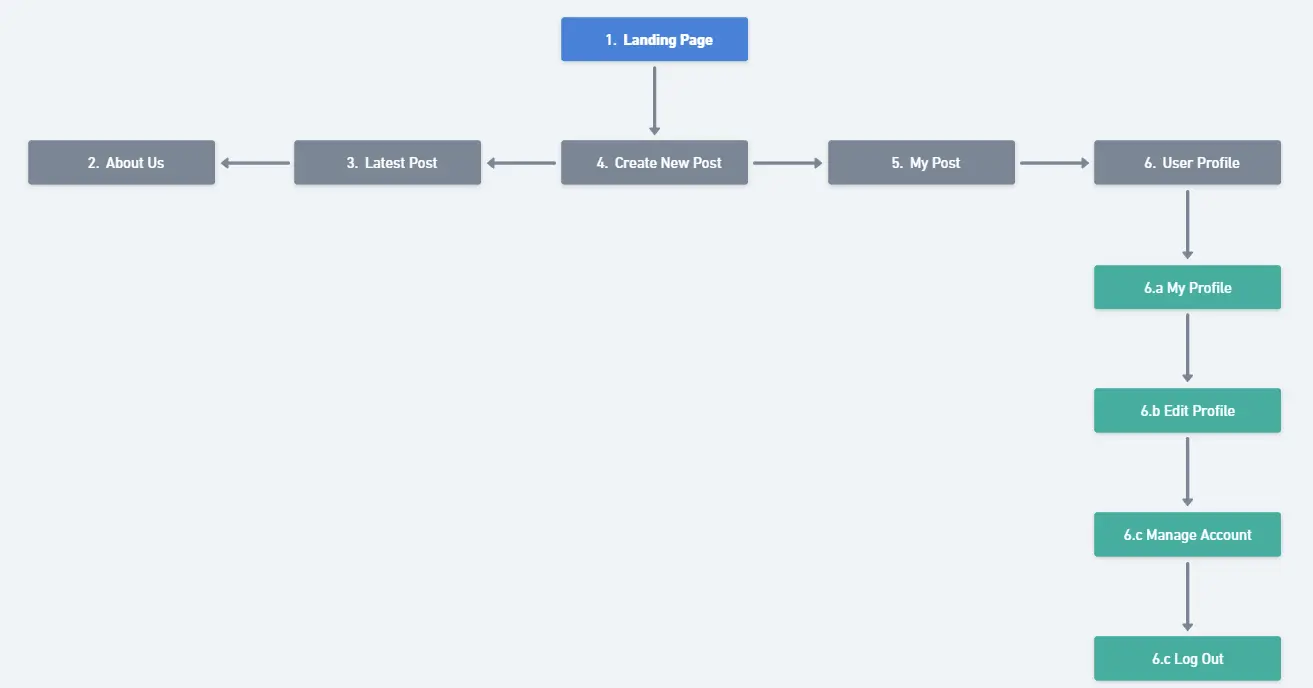 1. Landing Page
2. About Us
3. Latest Post
4. Create New Post
5. My Post
6. User Profile
6.a My Profile
6.b Edit Profile
6.c Manage Account
6.c Log Out